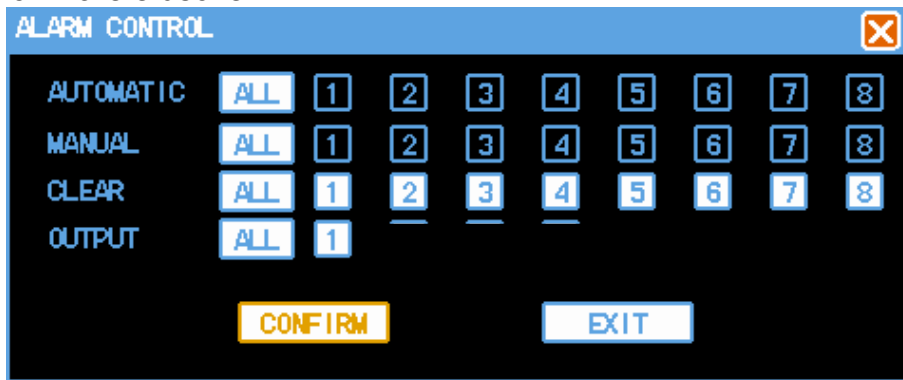 ALARM CONTROL
AUTOMATIC ALL 1 2 3 4 5 6 7 8
MANUAL ALL 1 2 3 4 5 6 7 8
CLEAR ALL 1 2 3 4 5 6 7 8
OUTPUT ALL 1
CONFIRM EXIT